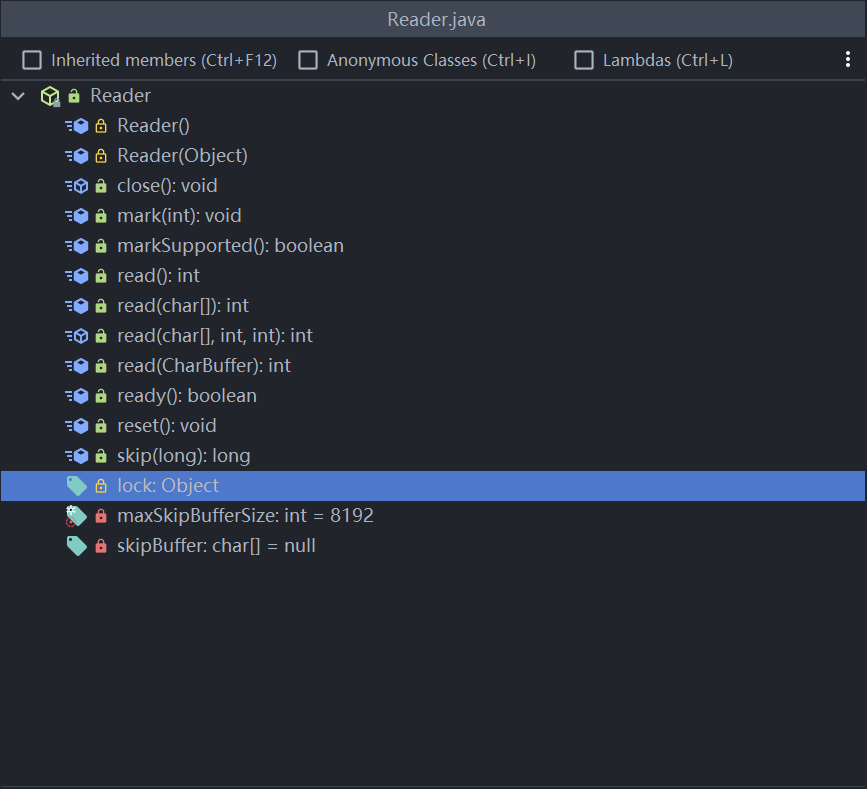 Reader.java
Inherited members (Ctrl+F12) Anonymous Classes (Ctrl+I) Lambdas (Ctrl+L)
Reader
Reader()
Reader(Object)
close(): void
mark(int): void
markSupported(): boolean
read(): int
read(char[]): int
read(char[], int, int): int
read(CharBuffer): int
ready(): boolean
reset(): void
skip(long): long
lock: Object
maxSkipBufferSize: int = 8192
skipBuffer: char[] = null